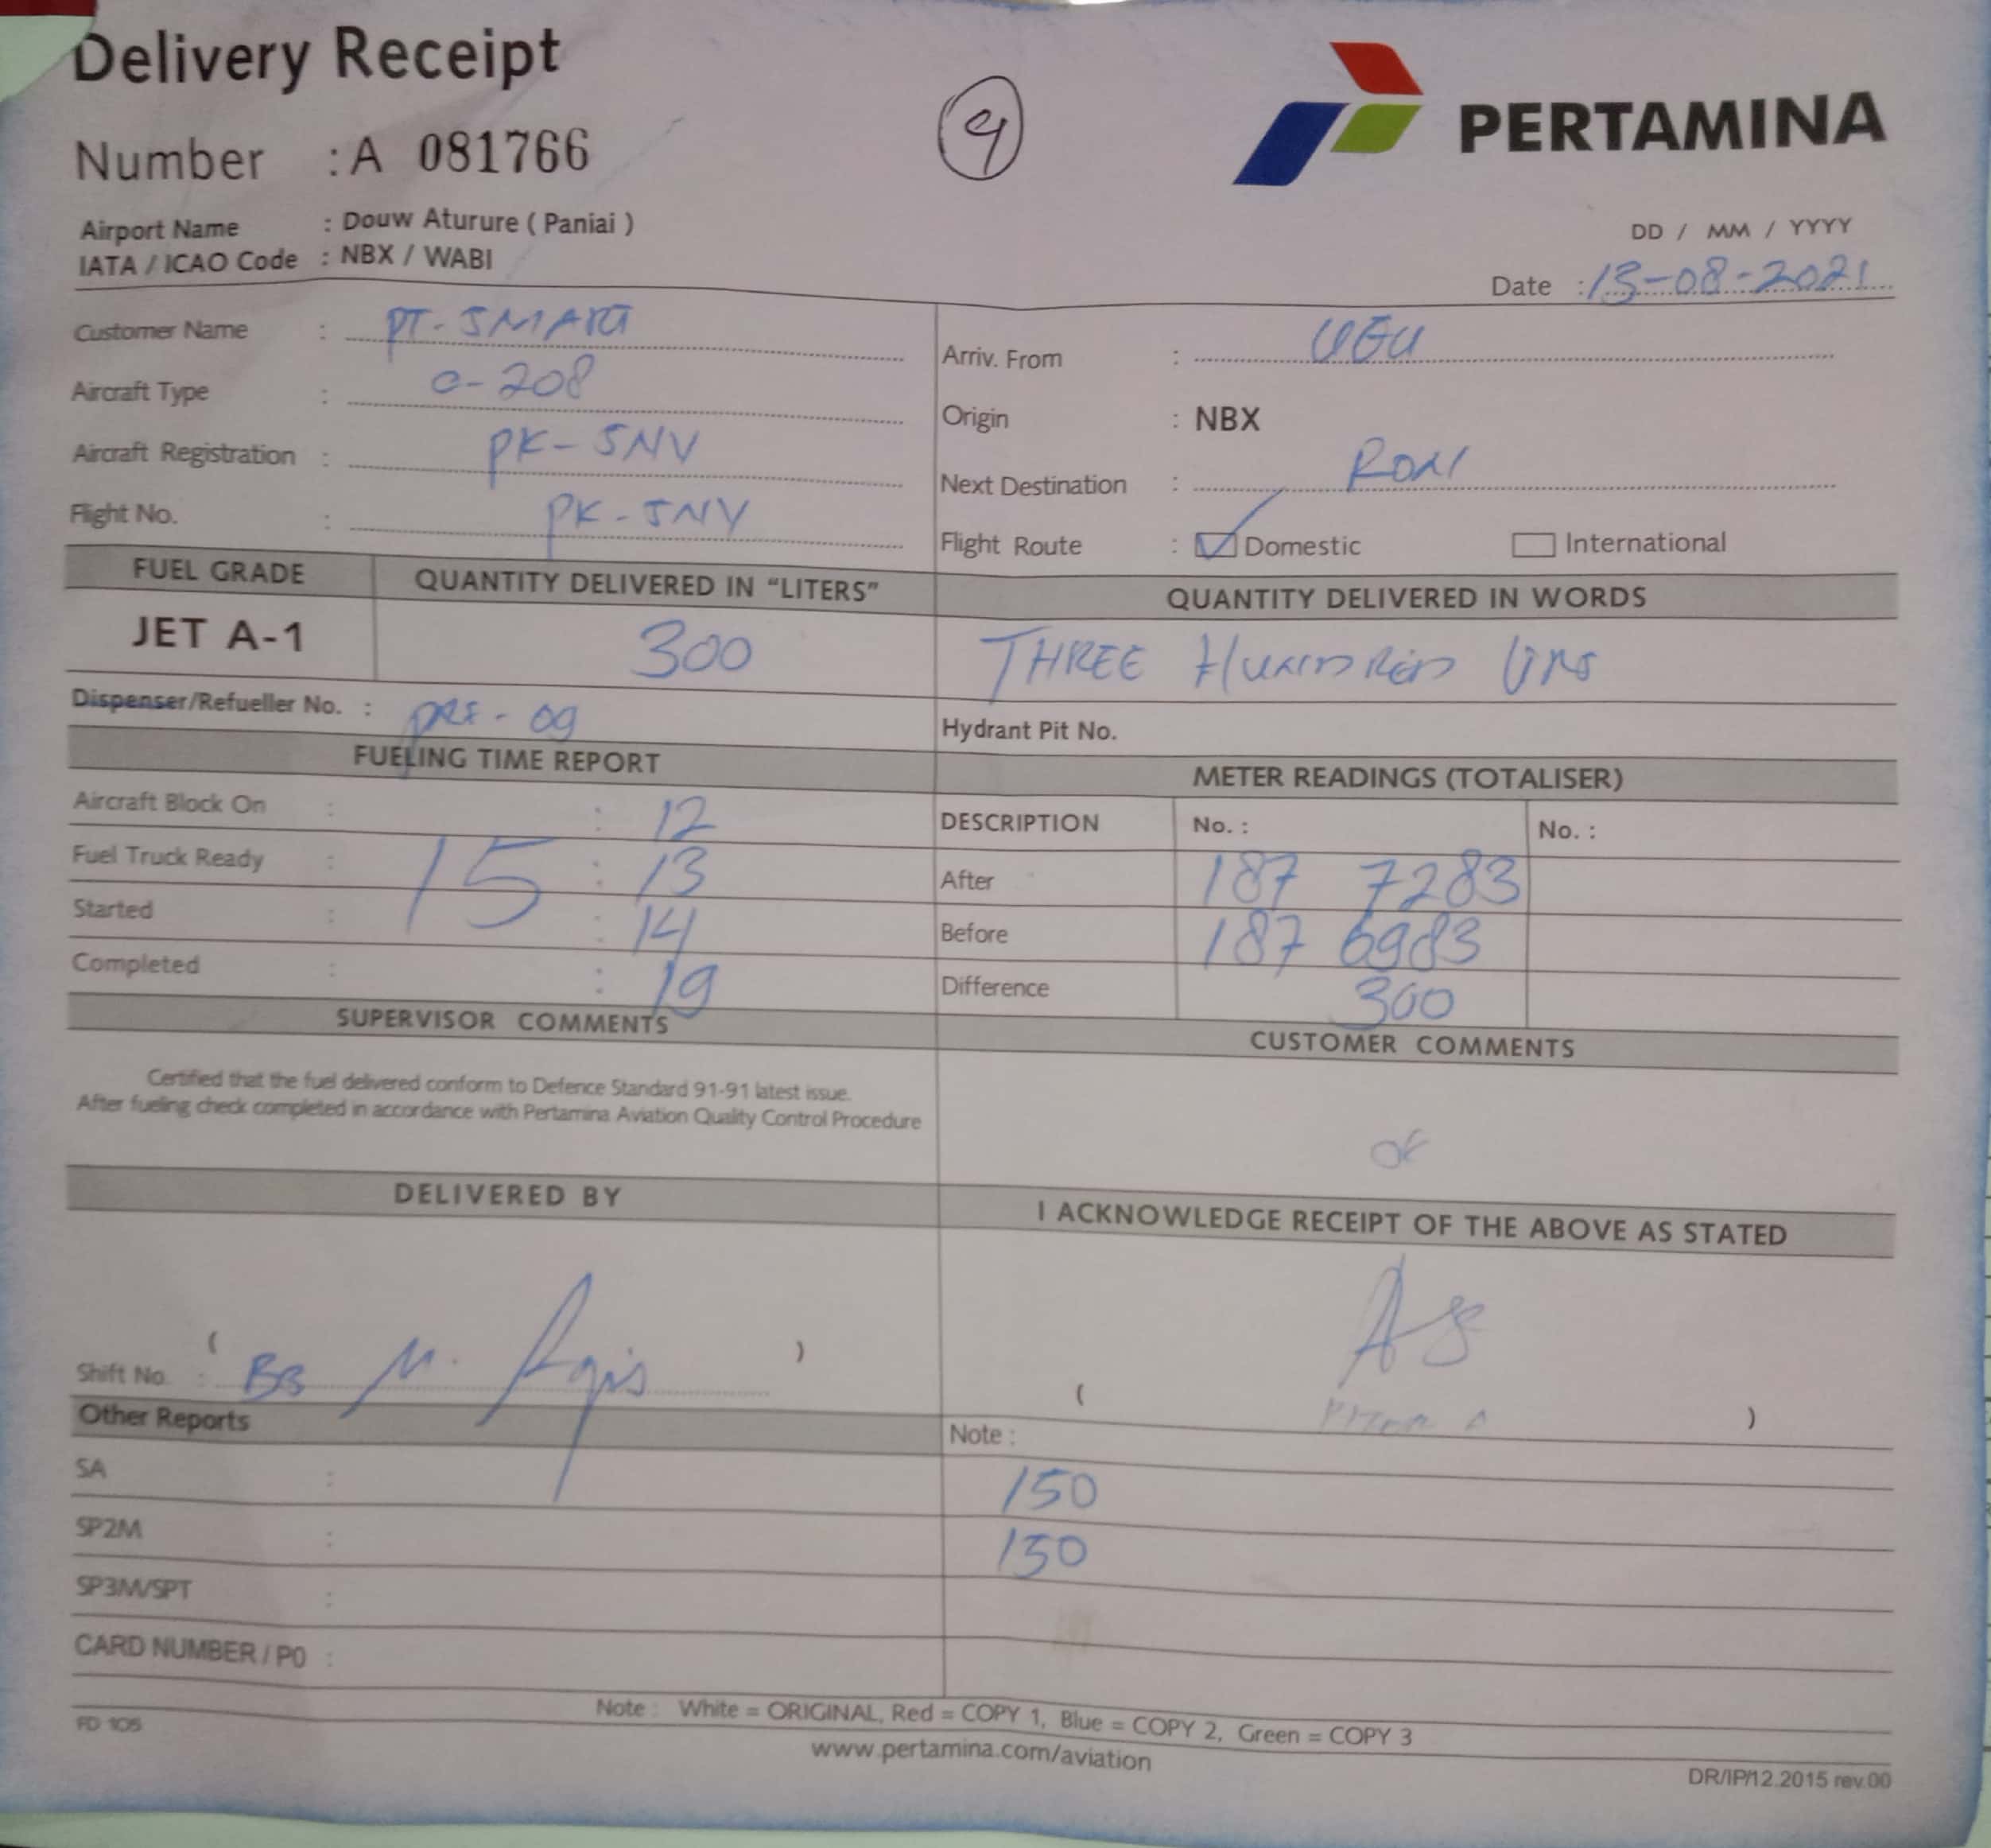 Delivery Receipt
9
PERTAMINA
Number : A 081766
Airport Name : Douw Aturure ( Paniai )
IATA / ICAO Code : NBX / WABI
DD / MM / YYYY
Date : 13-08-2021
Customer Name : PT. SMART
Aircraft Type : C-208
Aircraft Registration : PK-SNV
Flight No. : PK-SNV
Arriv. From : UGU
Origin : NBX
Next Destination :
Flight Route : Domestic International
FUEL GRADE QUANTITY DELIVERED IN "LITERS" QUANTITY DELIVERED IN WORDS
JET A-1 300 THREE HUNDRED
Dispenser/Refueller No. : PRF - 09 Hydrant Pit No.
FUELING TIME REPORT
Aircraft Block On : : 12
Fuel Truck Ready : 15 : 13
Started : : 14
Completed : : 19
METER READINGS (TOTALISER)
DESCRIPTION No. : No. :
After 187 7283
Before 187 6983
Difference 300
SUPERVISOR COMMENTS
Certified that the fuel delivered conform to Defence Standard 91-91 latest issue.
After fueling check completed in accordance with Pertamina Aviation Quality Control Procedure
CUSTOMER COMMENTS
OK
DELIVERED BY
( )
Shift No. : M. Agis
I ACKNOWLEDGE RECEIPT OF THE ABOVE AS STATED
( )
Other Reports
SA :
SP2M :
SP3M/SPT :
CARD NUMBER / P0 :
Note :
150
150
Note : White = ORIGINAL, Red = COPY 1, Blue = COPY 2, Green = COPY 3
FD 105
www.pertamina.com/aviation
DR/IP/12.2015 rev.00